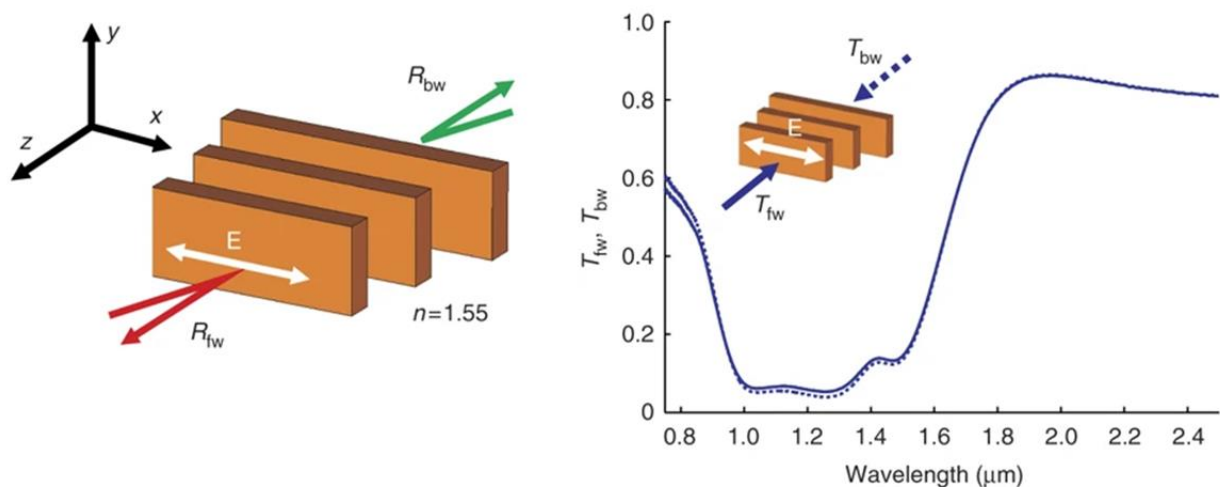 y
x
z
R_bw
E
R_fw
n=1.55
T_fw, T_bw
1.0
0.8
0.6
0.4
0.2
0
T_bw
E
T_fw
0.8 1.0 1.2 1.4 1.6 1.8 2.0 2.2 2.4
Wavelength (μm)